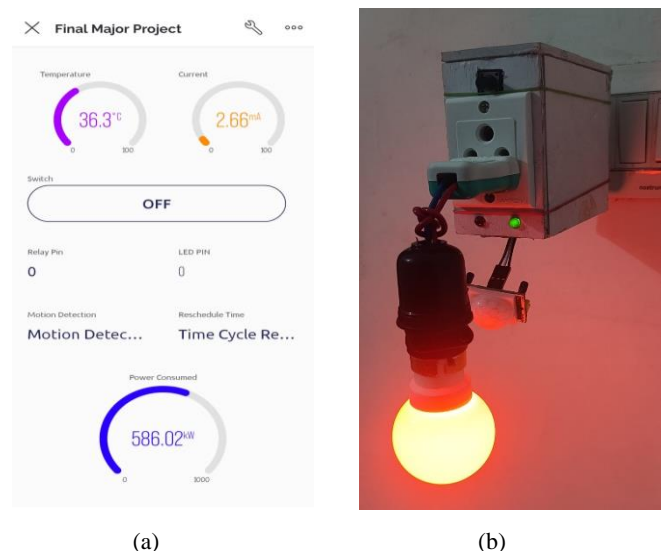 Final Major Project
Temperature
Current
36.3°C
2.66mA
0 100
0 100
Switch
OFF
Relay Pin
LED PIN
0
0
Motion Detection
Reschedule Time
Motion Detec...
Time Cycle Re...
Power Consumed
586.02kW
0 1000
(a)
(b)